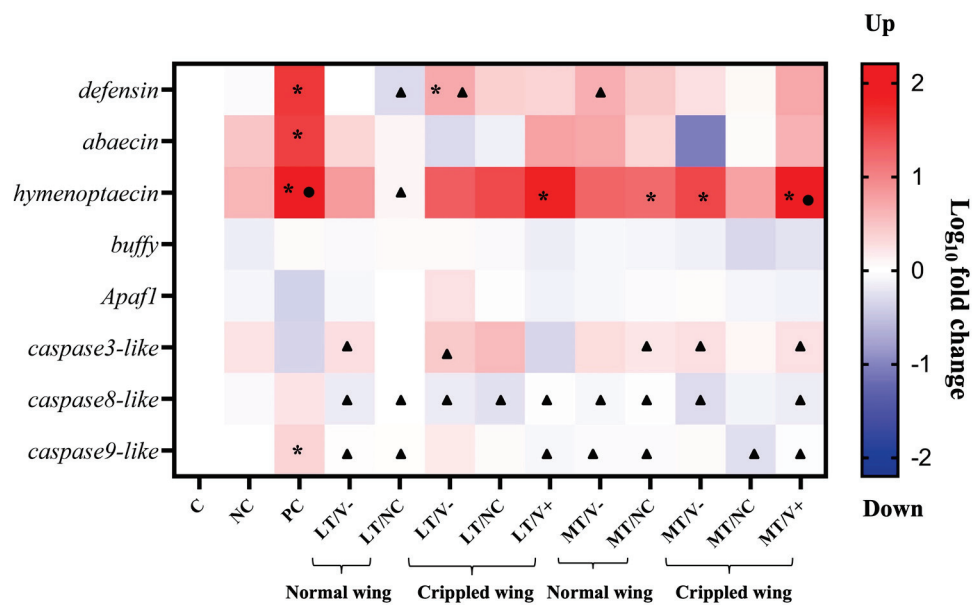 Up
defensin
abaecin
hymenoptaecin
buffy
Apaf1
caspase3-like
caspase8-like
caspase9-like
2
1
0
-1
-2
Log10 fold change
Down
C
NC
PC
LT/V-
LT/NC
LT/V-
LT/NC
LT/V+
MT/V-
MT/NC
MT/V-
MT/NC
MT/V+
Normal wing
Crippled wing
Normal wing
Crippled wing